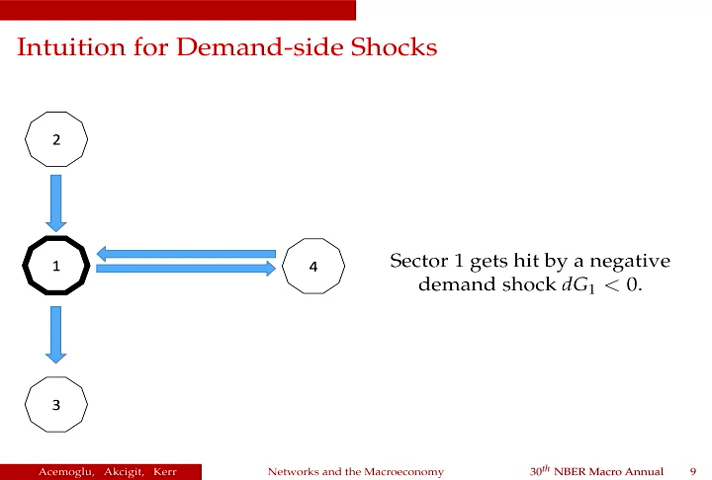 Intuition for Demand-side Shocks
2
1
4
3
Sector 1 gets hit by a negative
demand shock dG₁ < 0.
Acemoglu, Akcigit, Kerr
Networks and the Macroeconomy
30th NBER Macro Annual
9